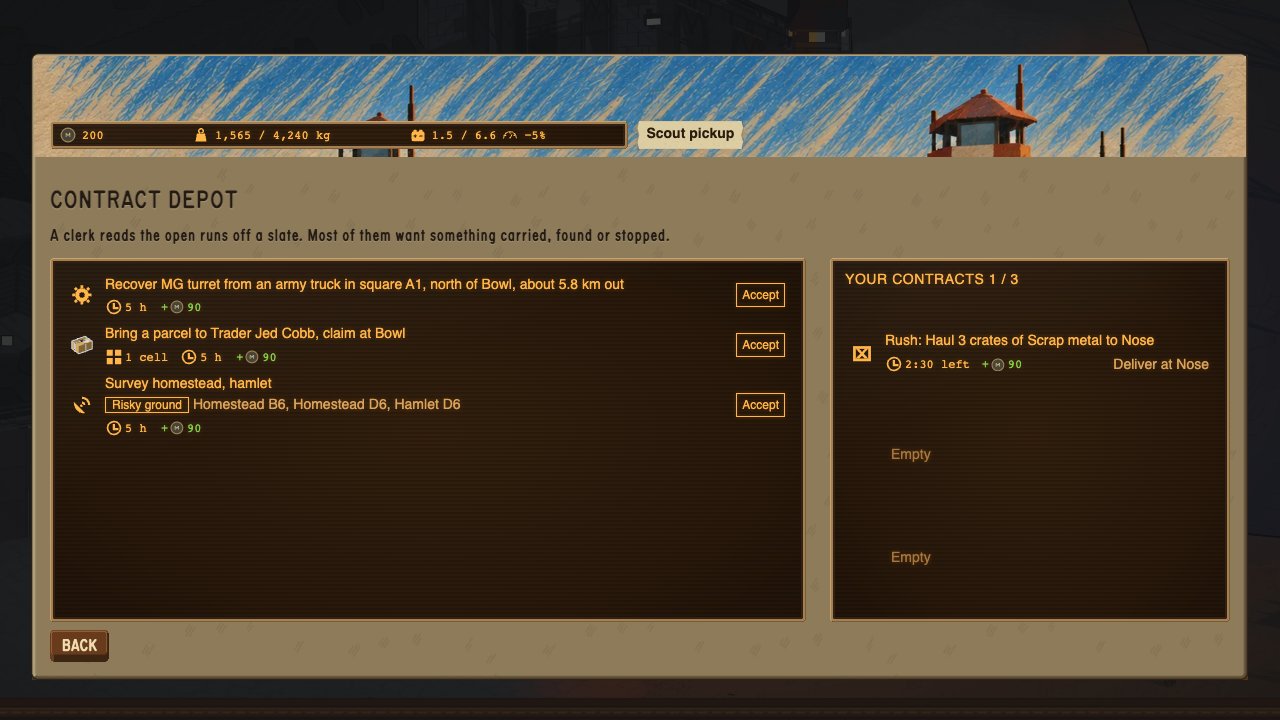 200
1,565 / 4,240 kg
1.5 / 6.6 -5%
Scout pickup
CONTRACT DEPOT
A clerk reads the open runs off a slate. Most of them want something carried, found or stopped.
Recover MG turret from an army truck in square A1, north of Bowl, about 5.8 km out
5 h +M 90
Accept
Bring a parcel to Trader Jed Cobb, claim at Bowl
1 cell 5 h +M 90
Accept
Survey homestead, hamlet
Risky ground Homestead B6, Homestead D6, Hamlet D6
5 h +M 90
Accept
YOUR CONTRACTS 1 / 3
Rush: Haul 3 crates of Scrap metal to Nose
2:30 left +M 90 Deliver at Nose
Empty
Empty
BACK